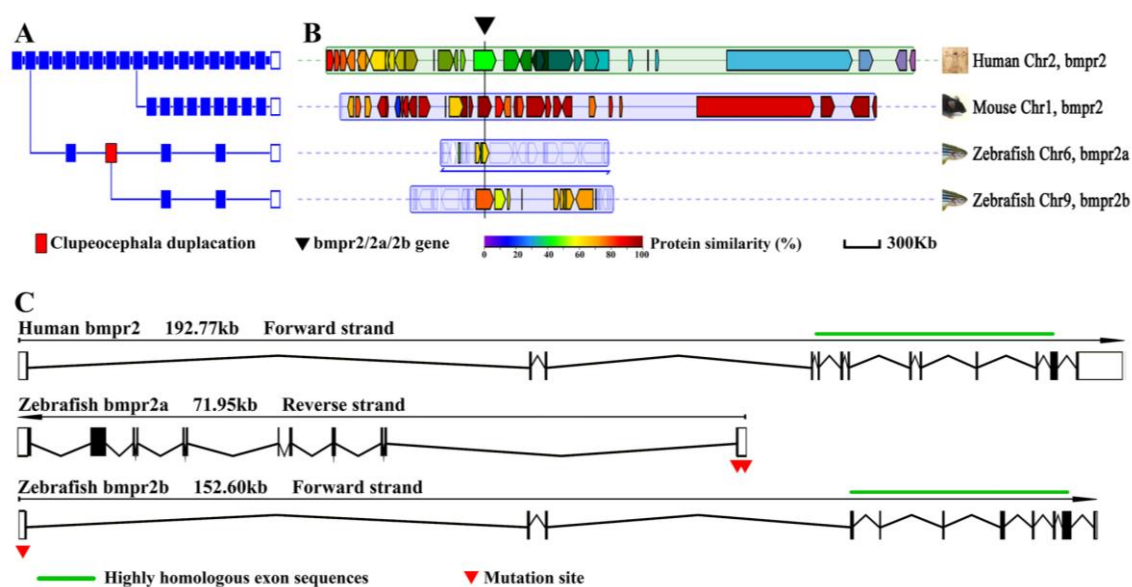 A
B
Human Chr2, bmpr2
Mouse Chr1, bmpr2
Zebrafish Chr6, bmpr2a
Zebrafish Chr9, bmpr2b
Clupeocephala duplacation
bmpr2/2a/2b gene
0 20 40 60 80 100
Protein similarity (%)
300Kb
C
Human bmpr2 192.77kb Forward strand
Zebrafish bmpr2a 71.95kb Reverse strand
Zebrafish bmpr2b 152.60kb Forward strand
Highly homologous exon sequences
Mutation site